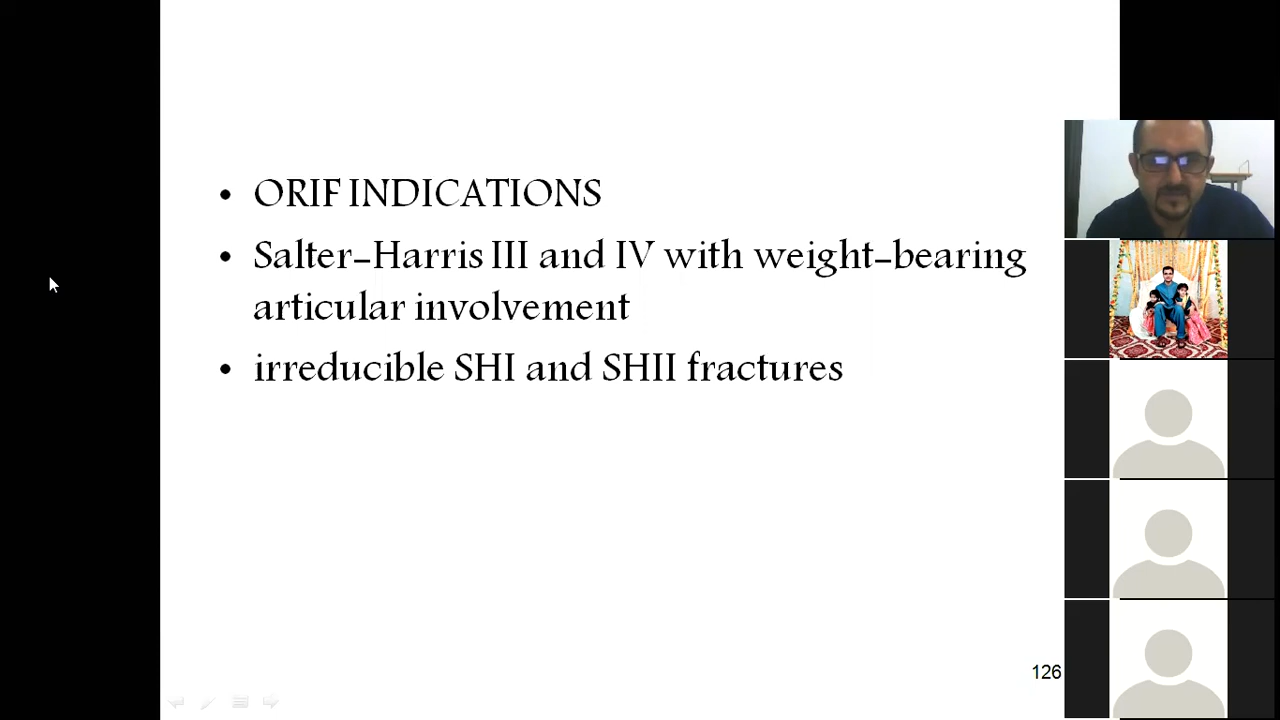 • ORIF INDICATIONS
• Salter-Harris III and IV with weight-bearing
articular involvement
• irreducible SHI and SHII fractures
126